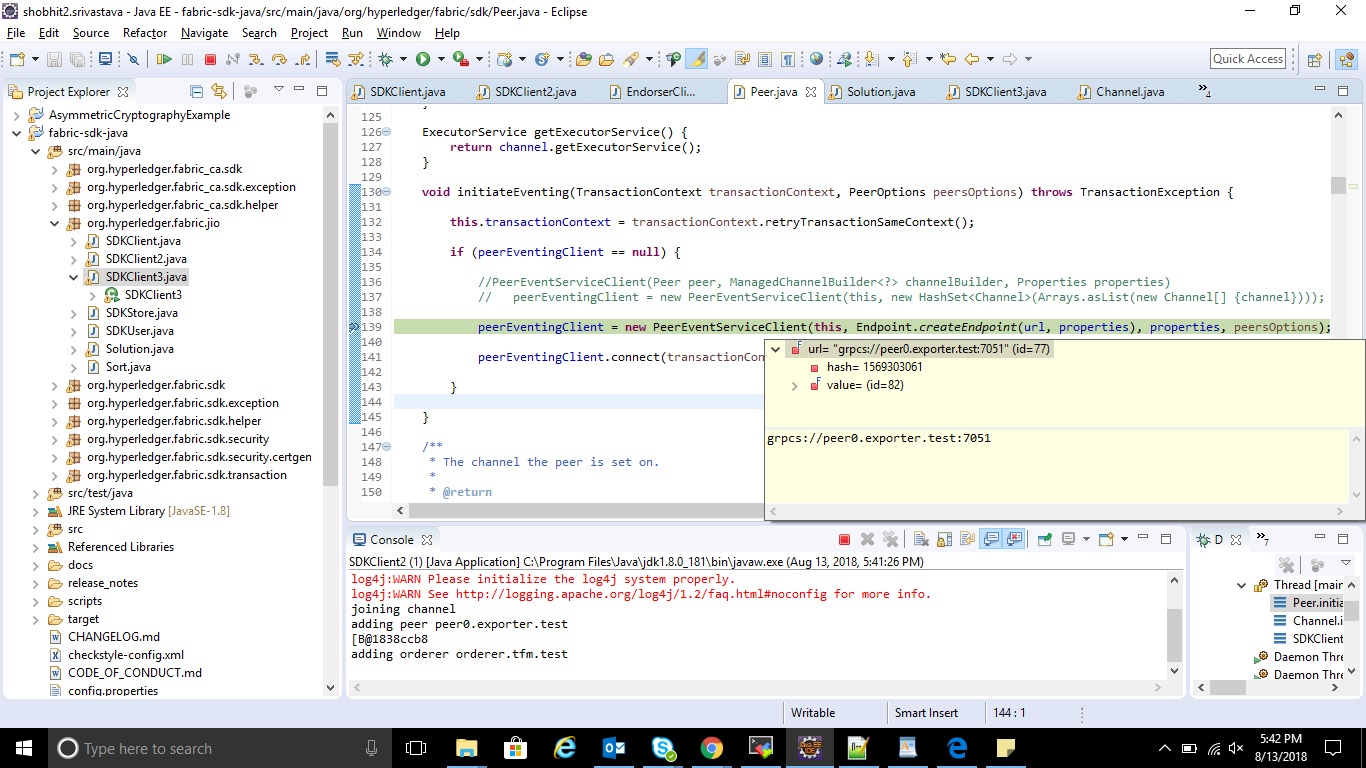 shobhit2.srivastava - Java EE - fabric-sdk-java/src/main/java/org/hyperledger/fabric/sdk/Peer.java - Eclipse
File Edit Source Refactor Navigate Search Project Run Window Help
Quick Access
Project Explorer
AsymmetricCryptographyExample
fabric-sdk-java
src/main/java
org.hyperledger.fabric_ca.sdk
org.hyperledger.fabric_ca.sdk.exception
org.hyperledger.fabric_ca.sdk.helper
org.hyperledger.fabric.jio
SDKClient.java
SDKClient2.java
SDKClient3.java
SDKClient3
SDKStore.java
SDKUser.java
Solution.java
Sort.java
org.hyperledger.fabric.sdk
org.hyperledger.fabric.sdk.exception
org.hyperledger.fabric.sdk.helper
org.hyperledger.fabric.sdk.security
org.hyperledger.fabric.sdk.security.certgen
org.hyperledger.fabric.sdk.transaction
src/test/java
JRE System Library [JavaSE-1.8]
src
Referenced Libraries
docs
release_notes
scripts
target
CHANGELOG.md
checkstyle-config.xml
CODE_OF_CONDUCT.md
config.properties
SDKClient.java SDKClient2.java EndorserCli... Peer.java Solution.java SDKClient3.java Channel.java »4
125
126 ExecutorService getExecutorService() {
127 return channel.getExecutorService();
128 }
129
130 void initiateEventing(TransactionContext transactionContext, PeerOptions peersOptions) throws TransactionException {
131
132 this.transactionContext = transactionContext.retryTransactionSameContext();
133
134 if (peerEventingClient == null) {
135
136 //PeerEventServiceClient(Peer peer, ManagedChannelBuilder<?> channelBuilder, Properties properties)
137 // peerEventingClient = new PeerEventServiceClient(this, new HashSet<Channel>(Arrays.asList(new Channel[] {channel})));
138
139 peerEventingClient = new PeerEventServiceClient(this, Endpoint.createEndpoint(url, properties), properties, peersOptions);
140
141 peerEventingClient.connect(transactionCon
142
143 }
144
145 }
146
147 /**
148 * The channel the peer is set on.
149 *
150 * @return
url= "grpcs://peer0.exporter.test:7051" (id=77)
hash= 1569303061
value= (id=82)
grpcs://peer0.exporter.test:7051
Console
SDKClient2 (1) [Java Application] C:\Program Files\Java\jdk1.8.0_181\bin\javaw.exe (Aug 13, 2018, 5:41:26 PM)
log4j:WARN Please initialize the log4j system properly.
log4j:WARN See http://logging.apache.org/log4j/1.2/faq.html#noconfig for more info.
joining channel
adding peer peer0.exporter.test
[B@1838ccb8
adding orderer orderer.tfm.test
D »7
Thread [main
Peer.initia
Channel.i
SDKClient
Daemon Thre
Daemon Thre
Writable Smart Insert 144 : 1
Type here to search
5:42 PM
8/13/2018